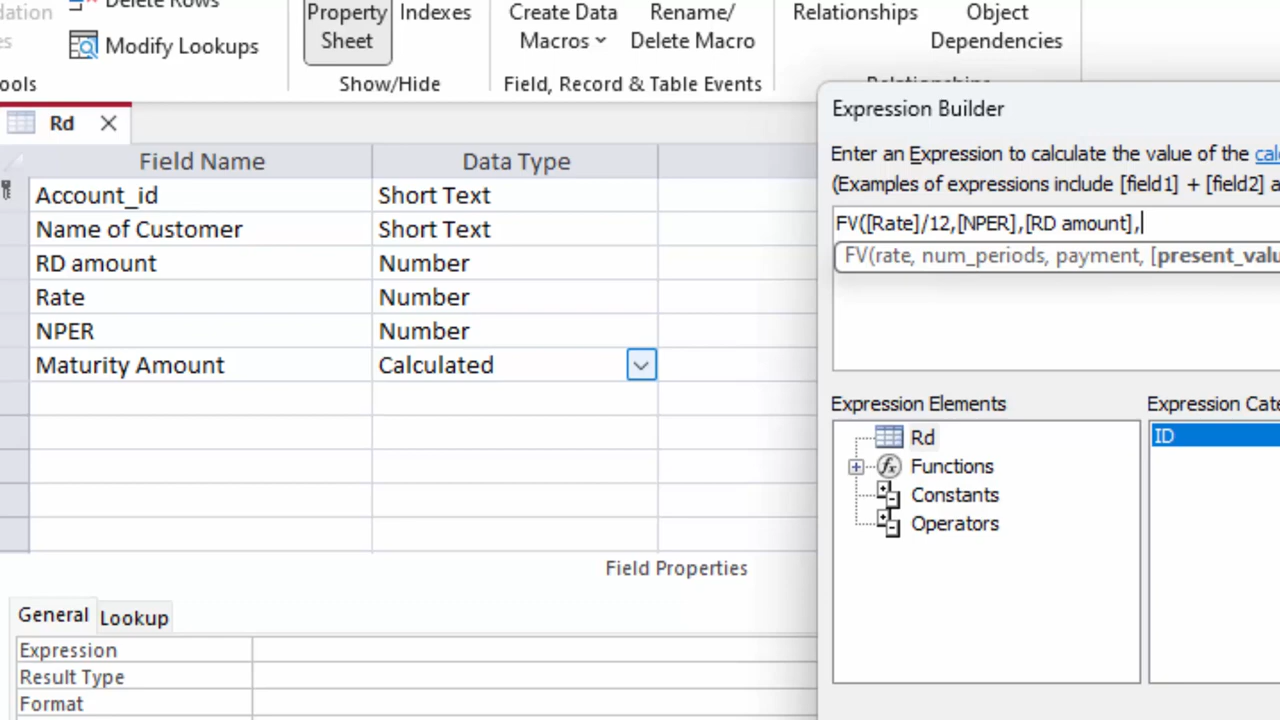 Delete Rows
Modify Lookups
Property
Sheet
Indexes
Show/Hide
Create Data
Macros
Rename/
Delete Macro
Field, Record & Table Events
Relationships
Object
Dependencies
Relationships
Rd
Field Name Data Type
Account_id Short Text
Name of Customer Short Text
RD amount Number
Rate Number
NPER Number
Maturity Amount Calculated
Field Properties
General Lookup
Expression
Result Type
Format
Expression Builder
Enter an Expression to calculate the value of the
(Examples of expressions include [field1] + [field2]
FV([Rate]/12,[NPER],[RD amount],
FV(rate, num_periods, payment,
Expression Elements
Rd
Functions
Constants
Operators
Expression
ID